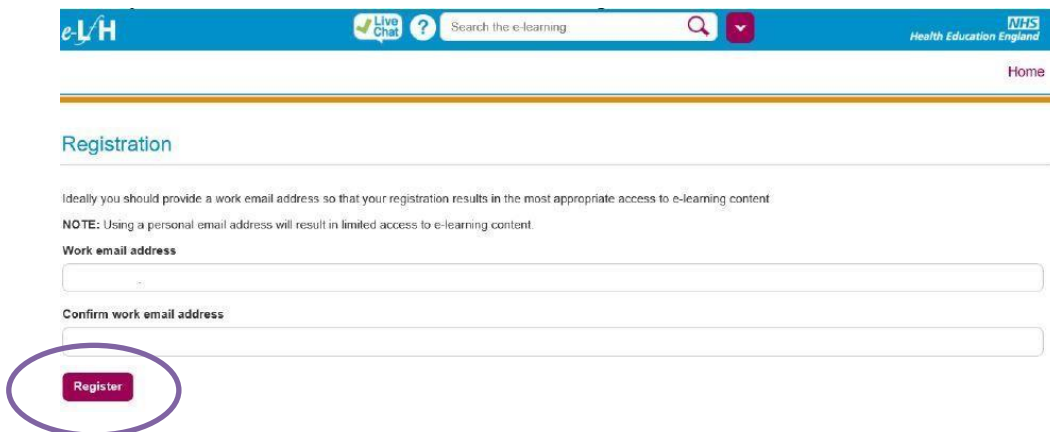 e-LfH
Live Chat
?
Search the e-learning
NHS
Health Education England
Home
Registration
Ideally you should provide a work email address so that your registration results in the most appropriate access to e-learning content
NOTE: Using a personal email address will result in limited access to e-learning content.
Work email address
Confirm work email address
Register